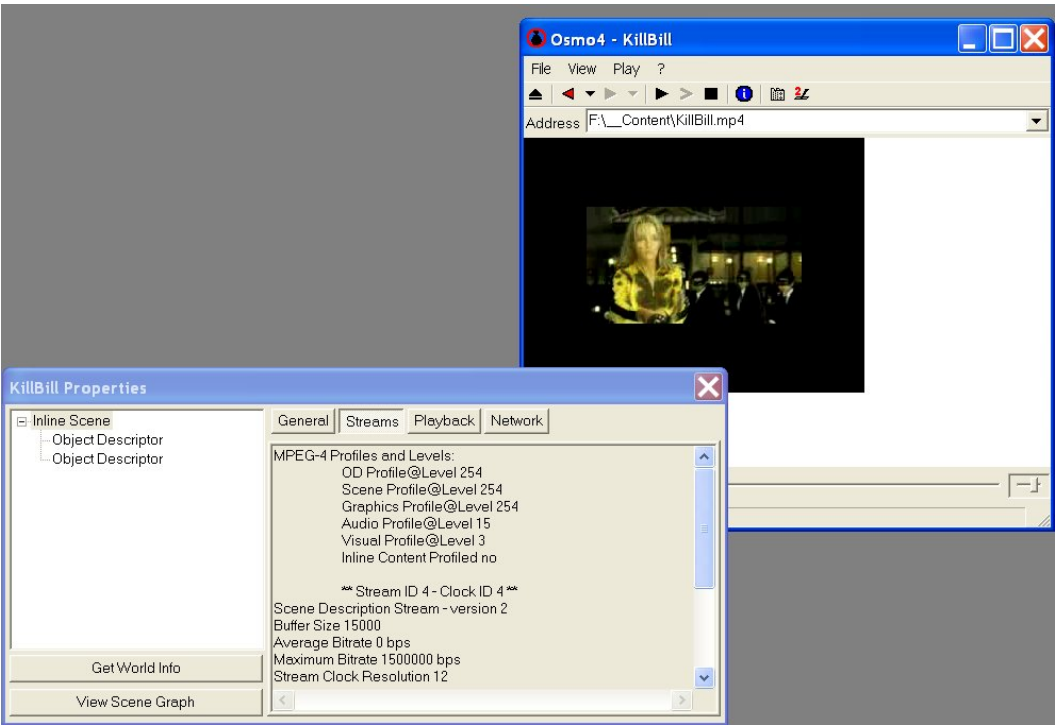 Osmo4 - KillBill
File View Play ?
Address F:\__Content\KillBill.mp4
KillBill Properties
Inline Scene
Object Descriptor
Object Descriptor
Get World Info
View Scene Graph
General Streams Playback Network
MPEG-4 Profiles and Levels:
OD Profile@Level 254
Scene Profile@Level 254
Graphics Profile@Level 254
Audio Profile@Level 15
Visual Profile@Level 3
Inline Content Profiled no
** Stream ID 4 - Clock ID 4 **
Scene Description Stream - version 2
Buffer Size 15000
Average Bitrate 0 bps
Maximum Bitrate 1500000 bps
Stream Clock Resolution 12